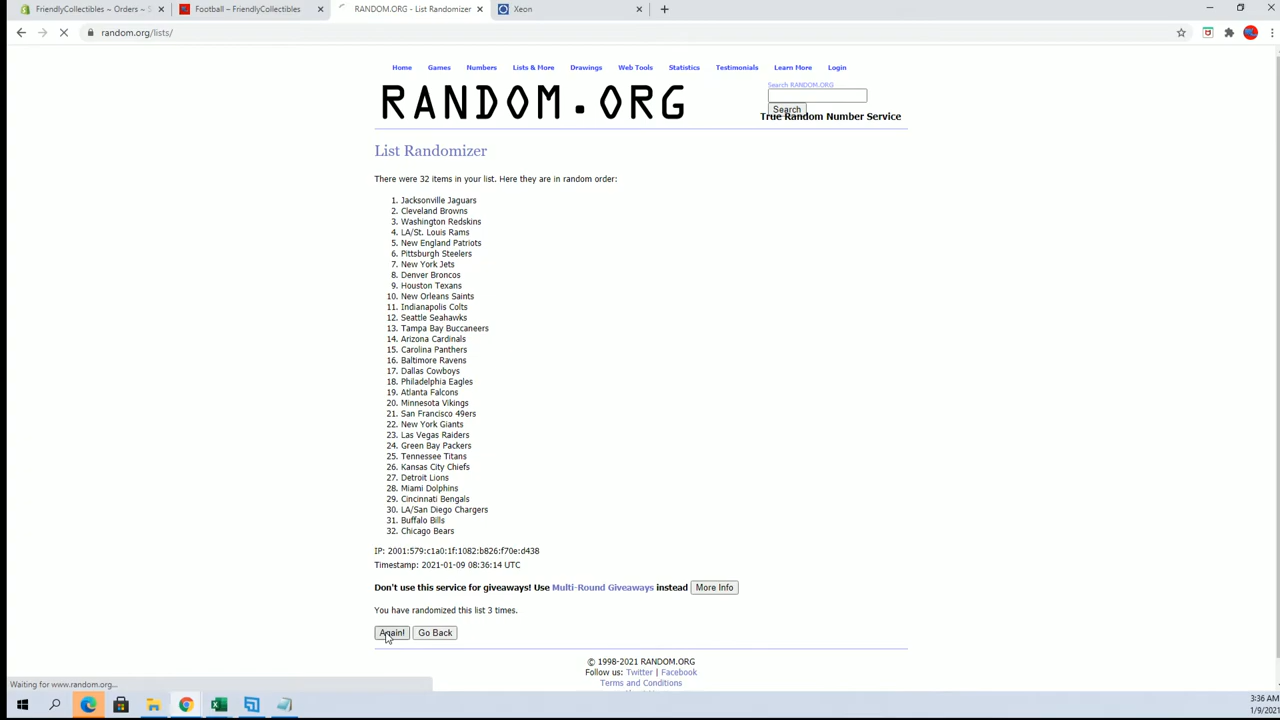 FriendlyCollectibles ~ Orders ~ S
Football – FriendlyCollectibles
RANDOM.ORG - List Randomizer
Xeon
random.org/lists/
Home Games Numbers Lists & More Drawings Web Tools Statistics Testimonials Learn More Login
Search RANDOM.ORG
RANDOM.ORG
Search
True Random Number Service
List Randomizer
There were 32 items in your list. Here they are in random order:
1. Jacksonville Jaguars
2. Cleveland Browns
3. Washington Redskins
4. LA/St. Louis Rams
5. New England Patriots
6. Pittsburgh Steelers
7. New York Jets
8. Denver Broncos
9. Houston Texans
10. New Orleans Saints
11. Indianapolis Colts
12. Seattle Seahawks
13. Tampa Bay Buccaneers
14. Arizona Cardinals
15. Carolina Panthers
16. Baltimore Ravens
17. Dallas Cowboys
18. Philadelphia Eagles
19. Atlanta Falcons
20. Minnesota Vikings
21. San Francisco 49ers
22. New York Giants
23. Las Vegas Raiders
24. Green Bay Packers
25. Tennessee Titans
26. Kansas City Chiefs
27. Detroit Lions
28. Miami Dolphins
29. Cincinnati Bengals
30. LA/San Diego Chargers
31. Buffalo Bills
32. Chicago Bears
IP: 2001:579:c1a0:1f:1082:b826:f70e:d438
Timestamp: 2021-01-09 08:36:14 UTC
Don't use this service for giveaways! Use Multi-Round Giveaways instead More Info
You have randomized this list 3 times.
Again! Go Back
© 1998-2021 RANDOM.ORG
Follow us: Twitter | Facebook
Terms and Conditions
Waiting for www.random.org...
3:36 AM
1/9/2021